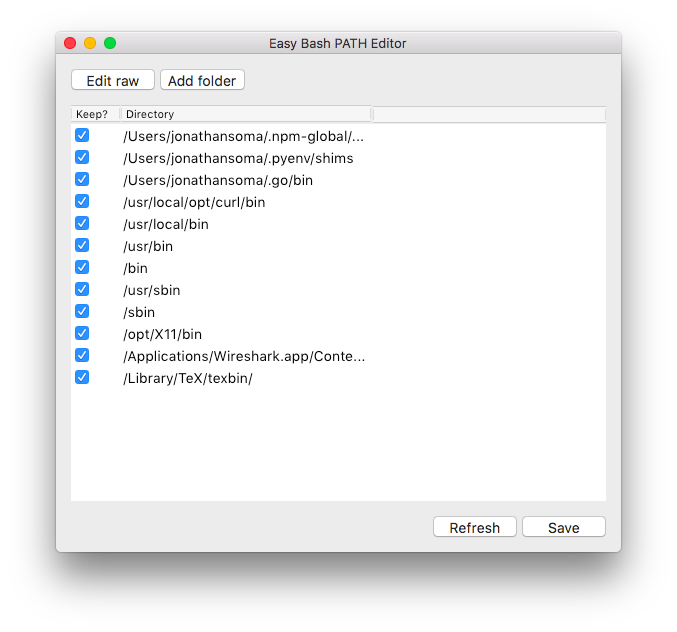 Easy Bash PATH Editor
Edit raw Add folder
Keep? Directory
/Users/jonathansoma/.npm-global/...
/Users/jonathansoma/.pyenv/shims
/Users/jonathansoma/.go/bin
/usr/local/opt/curl/bin
/usr/local/bin
/usr/bin
/bin
/usr/sbin
/sbin
/opt/X11/bin
/Applications/Wireshark.app/Conte...
/Library/TeX/texbin/
Refresh Save